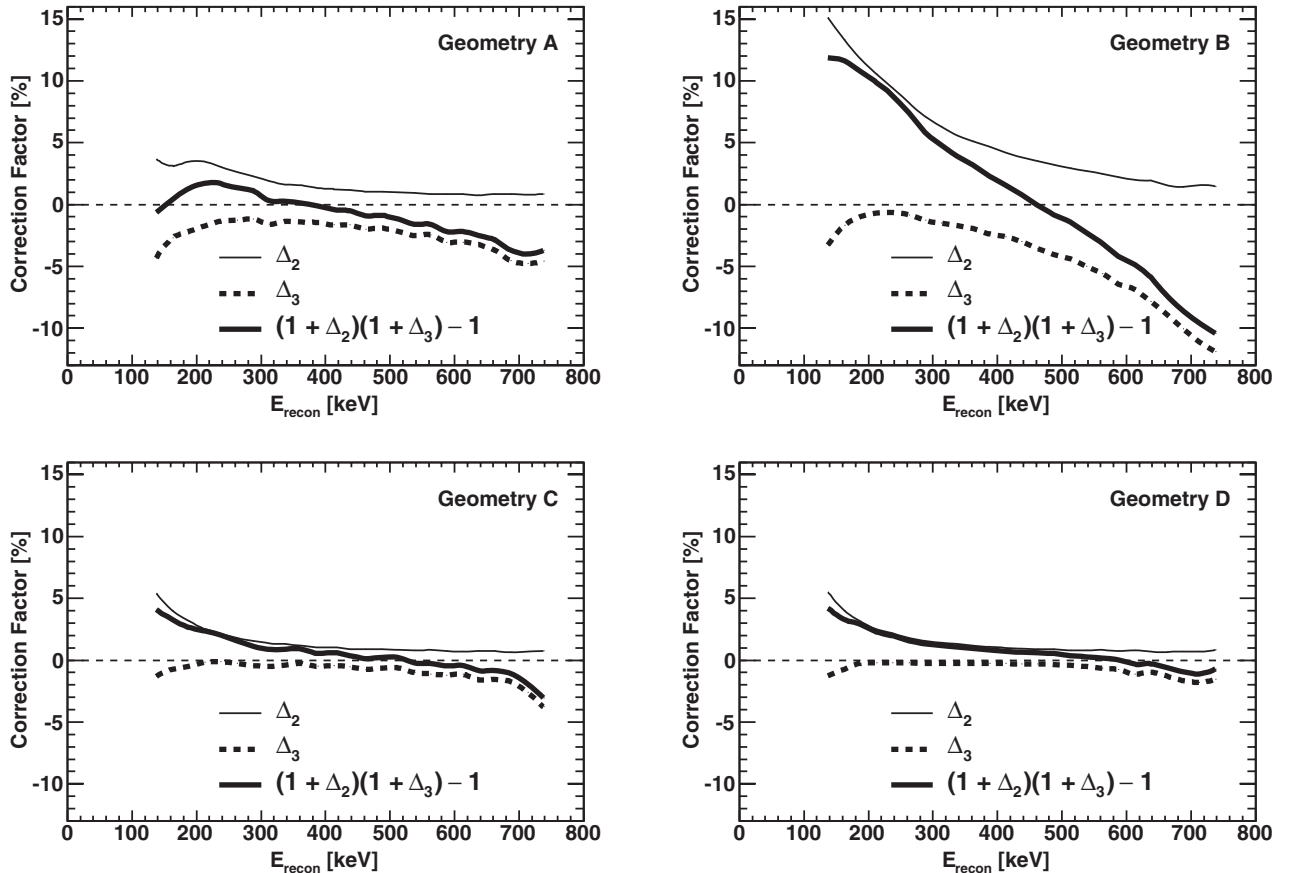 15
10
5
0
-5
-10
Correction Factor [%]
Geometry A
Δ2
Δ3
(1 + Δ2)(1 + Δ3) − 1
0 100 200 300 400 500 600 700 800
Erecon [keV]
15
10
5
0
-5
-10
Correction Factor [%]
Geometry B
Δ2
Δ3
(1 + Δ2)(1 + Δ3) − 1
0 100 200 300 400 500 600 700 800
Erecon [keV]
15
10
5
0
-5
-10
Correction Factor [%]
Geometry C
Δ2
Δ3
(1 + Δ2)(1 + Δ3) − 1
0 100 200 300 400 500 600 700 800
Erecon [keV]
15
10
5
0
-5
-10
Correction Factor [%]
Geometry D
Δ2
Δ3
(1 + Δ2)(1 + Δ3) − 1
0 100 200 300 400 500 600 700 800
Erecon [keV]